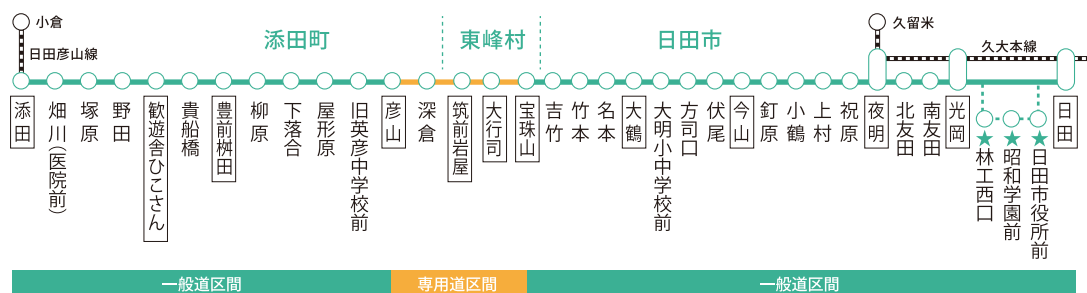 小倉
日田彦山線
添田町
東峰村
日田市
久留米
久大本線
添田
畑川(医院前)
塚原
野田
歓遊舎ひこさん
貴船橋
豊前桝田
柳原
下落合
屋形原
旧英彦中学校前
彦山
深倉
筑前岩屋
大行司
宝珠山
吉竹
竹本
名本
大鶴
大明小中学校前
方司口
伏尾
今山
釘原
小鶴
上村
祝原
夜明
北友田
南友田
光岡
★林工西口
★昭和学園前
★日田市役所前
日田
一般道区間
専用道区間
一般道区間